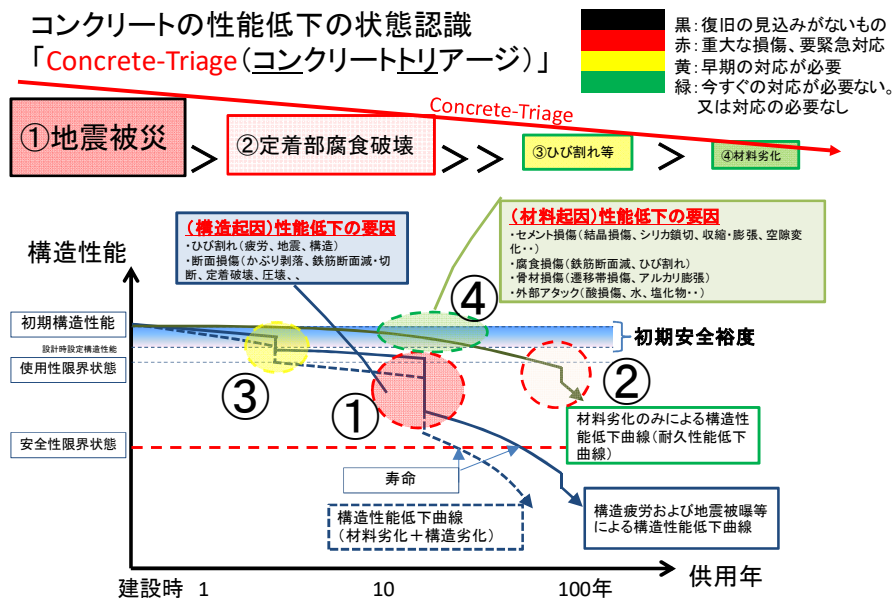 コンクリートの性能低下の状態認識
「Concrete-Triage(コンクリートトリアージ)」
黒:復旧の見込みがないもの
赤:重大な損傷、要緊急対応
黄:早期の対応が必要
緑:今すぐの対応が必要ない。
又は対応の必要なし
Concrete-Triage
①地震被災
>
②定着部腐食破壊
> >
③ひび割れ等
>
④材料劣化
(構造起因)性能低下の要因
・ひび割れ(疲労、地震、構造)
・断面損傷(かぶり剥落、鉄筋断面減・切
断、定着破壊、圧壊、、
(材料起因)性能低下の要因
・セメント損傷(結晶損傷、シリカ鎖切、収縮・膨張、空隙変
化・・)
・腐食損傷(鉄筋断面減、ひび割れ)
・骨材損傷(遷移帯損傷、アルカリ膨張)
・外部アタック(酸損傷、水、塩化物・・)
構造性能
初期構造性能
設計時設定構造性能
使用性限界状態
安全性限界状態
④
初期安全裕度
③
①
②
材料劣化のみによる構造性
能低下曲線(耐久性能低下
曲線)
寿命
構造性能低下曲線
(材料劣化+構造劣化)
構造疲労および地震被曝等
による構造性能低下曲線
建設時 1 10 100年 供用年